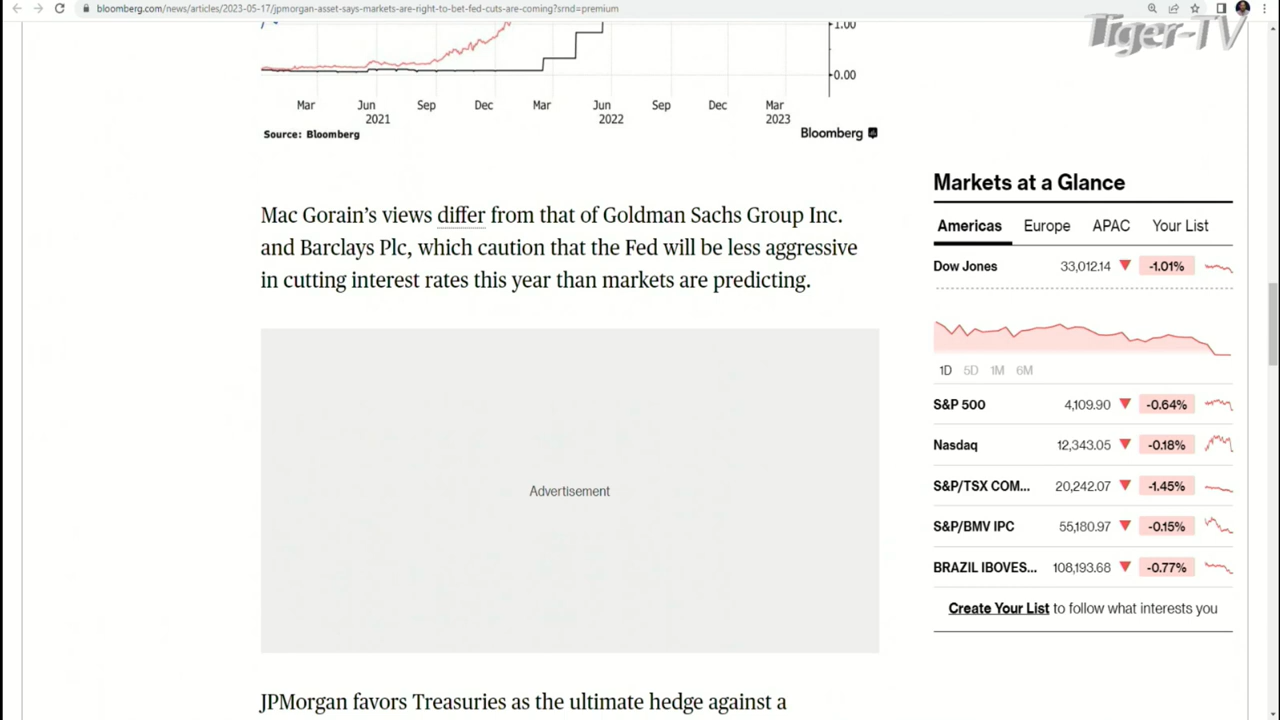 bloomberg.com/news/articles/2023-05-17/jpmorgan-asset-says-markets-are-right-to-bet-fed-cuts-are-coming?srnd=premium
Tiger-TV
1.00
0.00
Mar Jun Sep Dec Mar Jun Sep Dec Mar
2021 2022 2023
Source: Bloomberg
Bloomberg
Mac Gorain's views differ from that of Goldman Sachs Group Inc.
and Barclays Plc, which caution that the Fed will be less aggressive
in cutting interest rates this year than markets are predicting.
Advertisement
JPMorgan favors Treasuries as the ultimate hedge against a
Markets at a Glance
Americas Europe APAC Your List
Dow Jones 33,012.14 -1.01%
1D 5D 1M 6M
S&P 500 4,109.90 -0.64%
Nasdaq 12,343.05 -0.18%
S&P/TSX COM... 20,242.07 -1.45%
S&P/BMV IPC 55,180.97 -0.15%
BRAZIL IBOVES... 108,193.68 -0.77%
Create Your List to follow what interests you